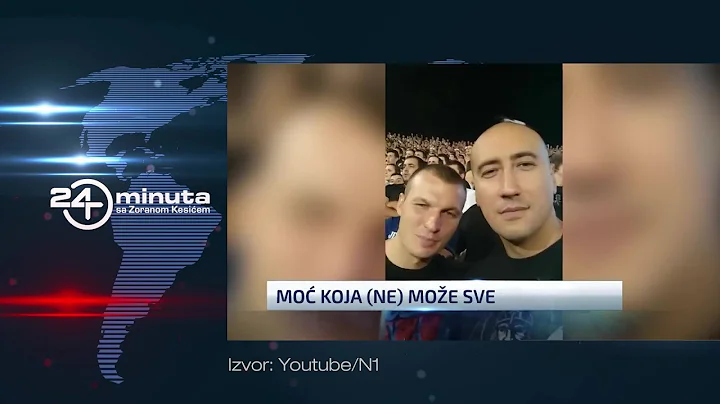 24 minuta
sa Zoranom Kesićem
MOĆ KOJA (NE) MOŽE SVE
Izvor: Youtube/N1